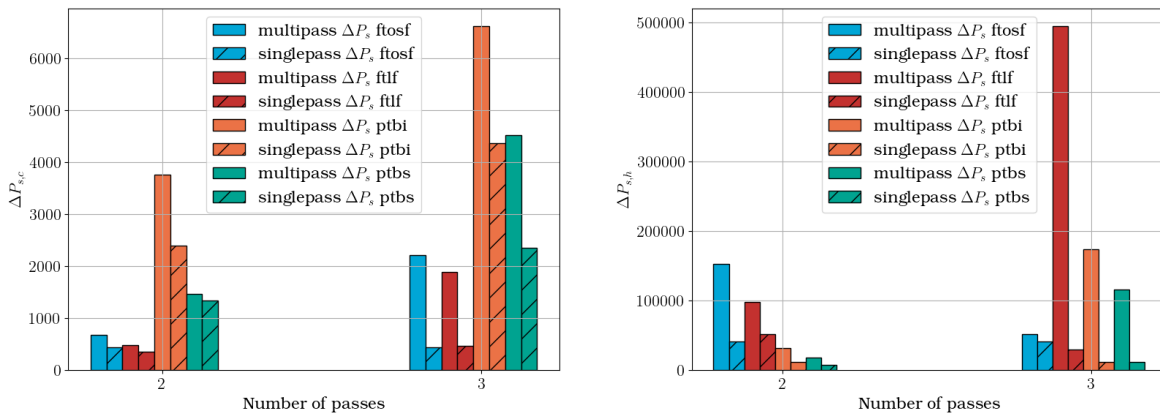 6000
5000
4000
3000
2000
1000
0
ΔP_{s,c}
multipass ΔP_s ftosf
singlepass ΔP_s ftosf
multipass ΔP_s ftlf
singlepass ΔP_s ftlf
multipass ΔP_s ptbi
singlepass ΔP_s ptbi
multipass ΔP_s ptbs
singlepass ΔP_s ptbs
2
3
Number of passes
500000
400000
300000
200000
100000
0
ΔP_{s,h}
multipass ΔP_s ftosf
singlepass ΔP_s ftosf
multipass ΔP_s ftlf
singlepass ΔP_s ftlf
multipass ΔP_s ptbi
singlepass ΔP_s ptbi
multipass ΔP_s ptbs
singlepass ΔP_s ptbs
2
3
Number of passes